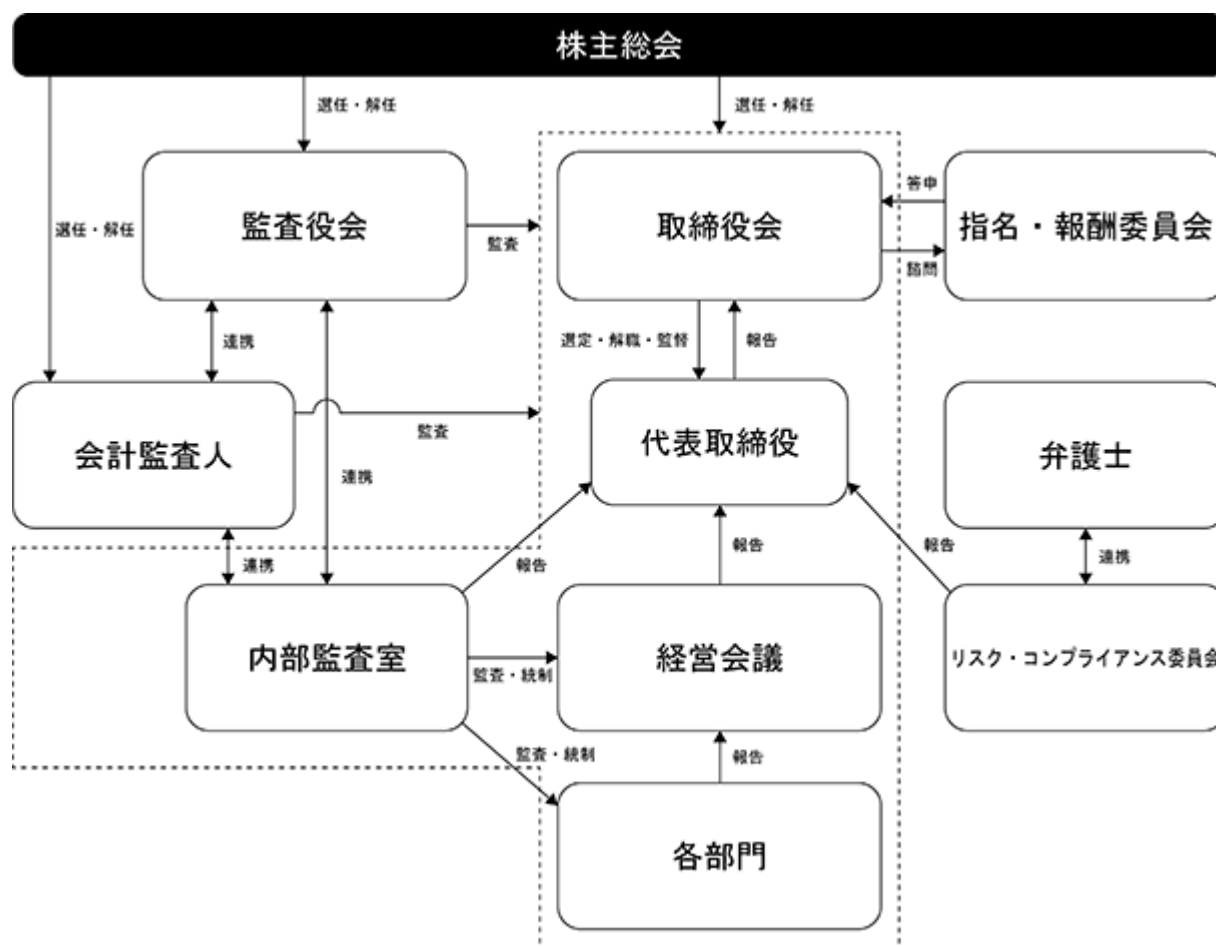 株主総会
選任・解任
選任・解任
選任・解任
監査役会
監査
取締役会
答申
諮問
指名・報酬委員会
連携
選定・解職・監督
報告
会計監査人
監査
連携
代表取締役
弁護士
連携
報告
報告
報告
連携
内部監査室
監査・統制
経営会議
リスク・コンプライアンス委員会
監査・統制
報告
各部門